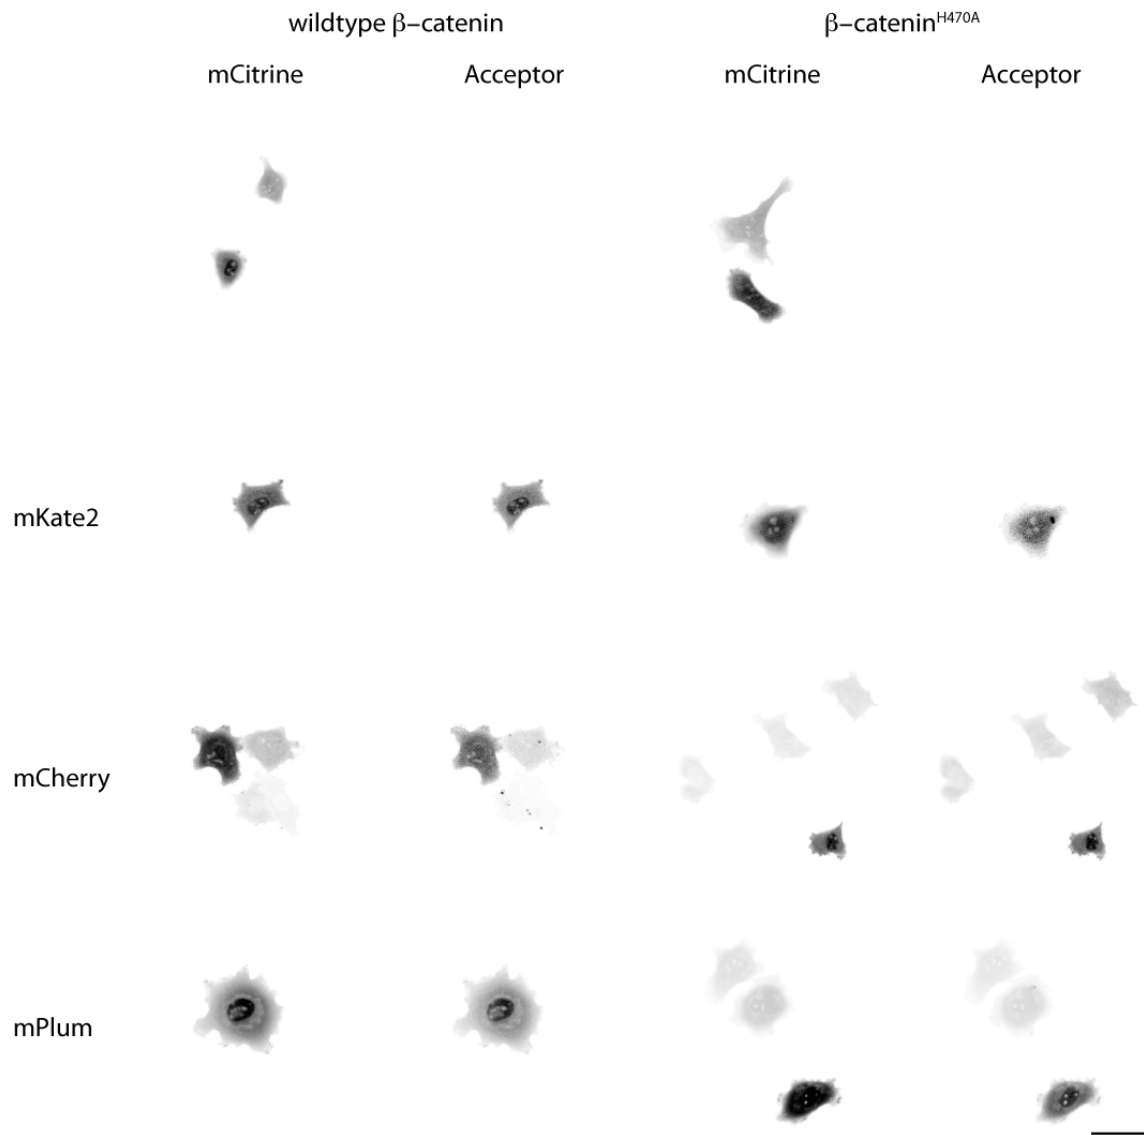 wildtype β–catenin β–catenin^H470A
mCitrine Acceptor mCitrine Acceptor
mKate2
mCherry
mPlum